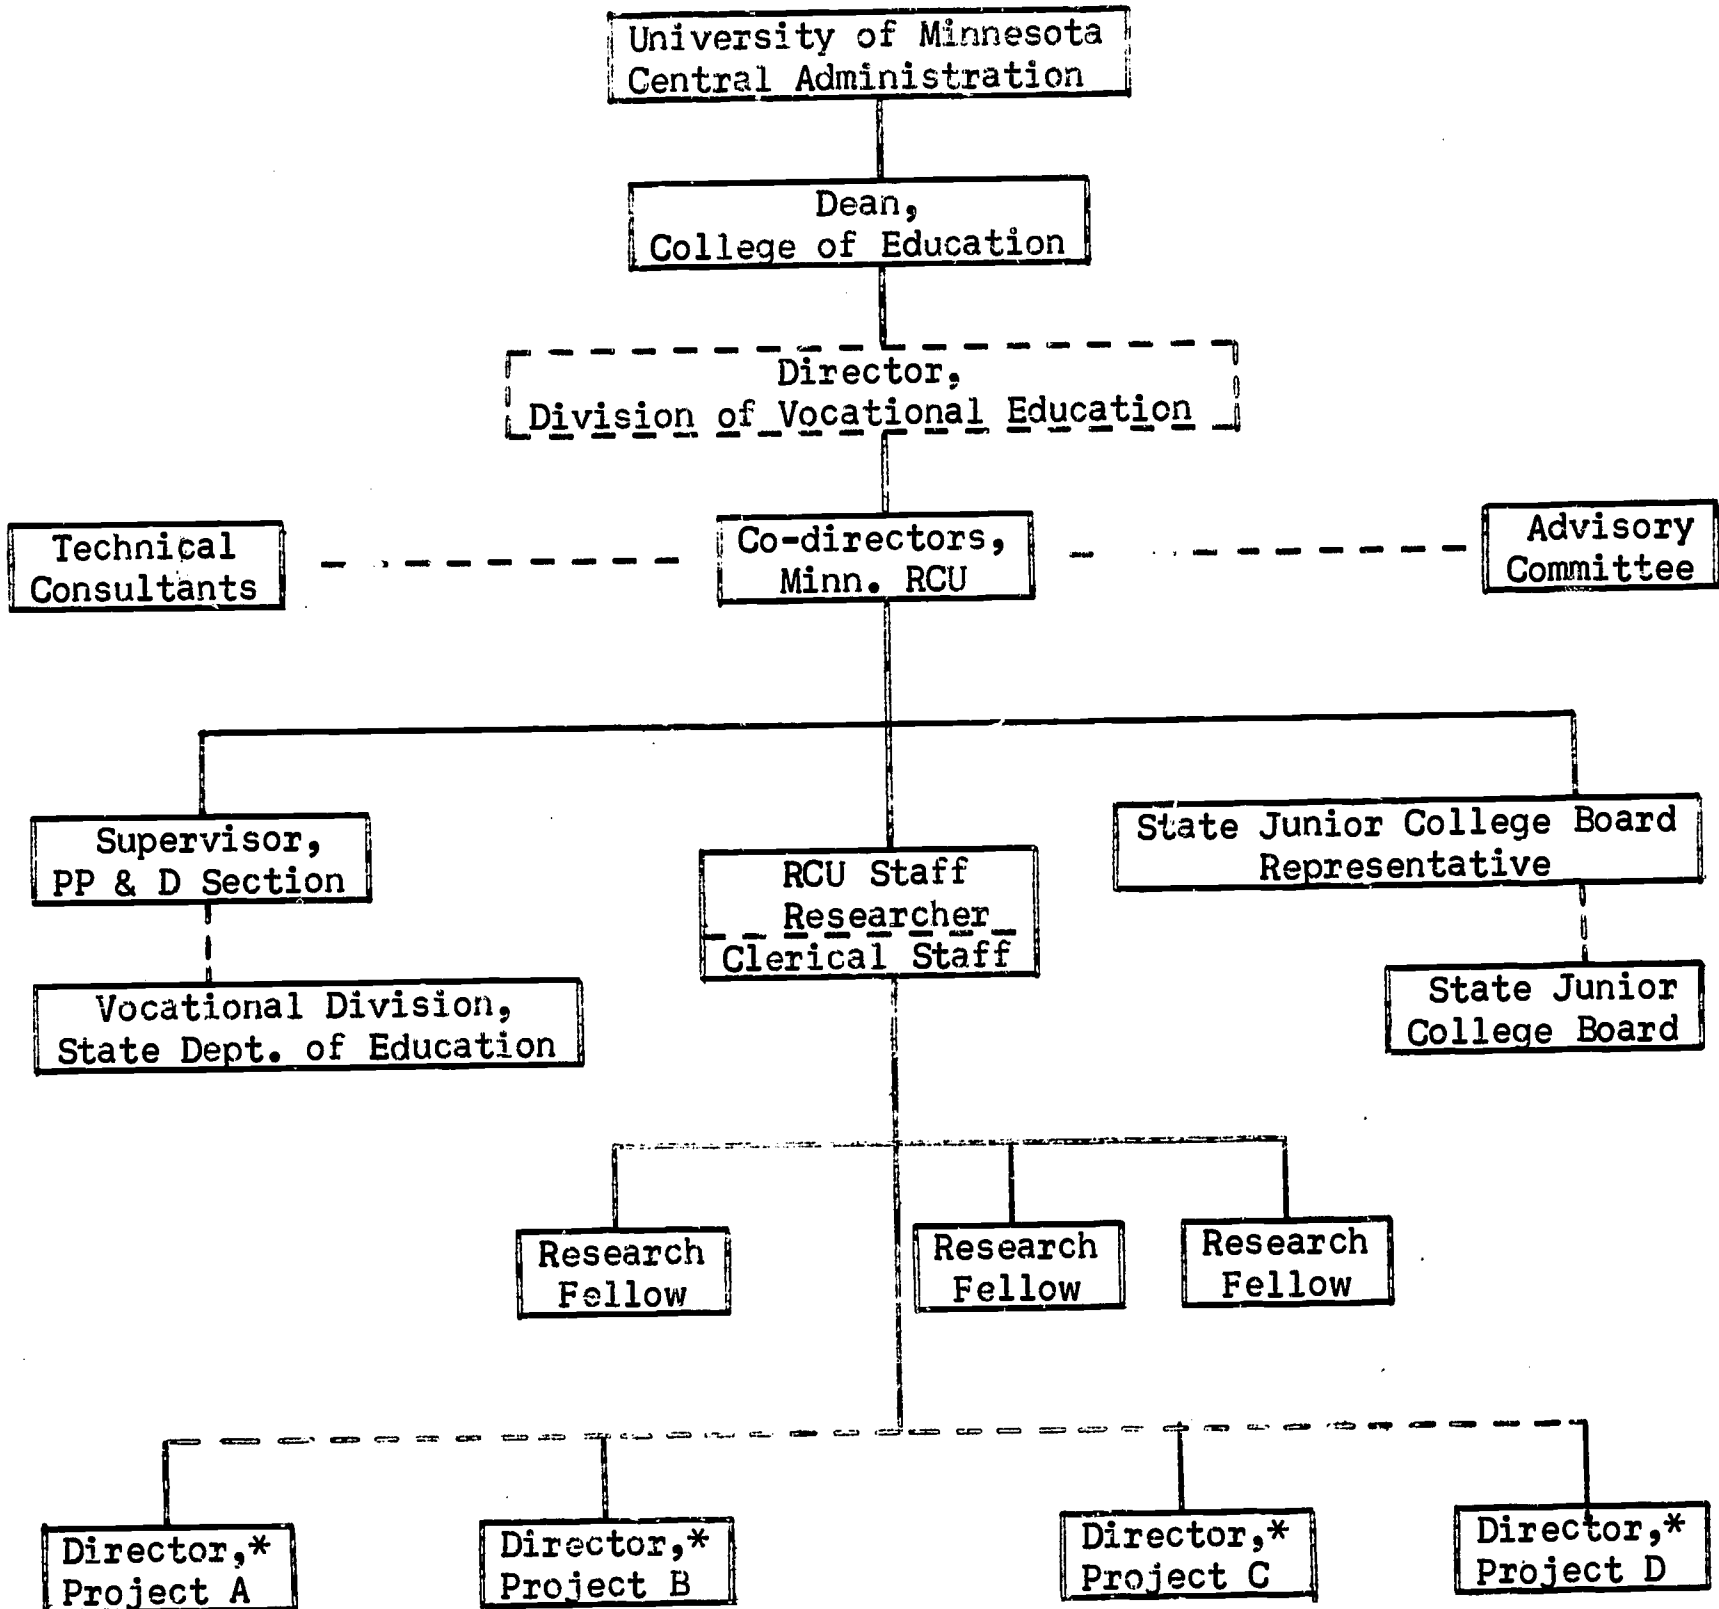 University of Minnesota
Central Administration
Dean,
College of Education
Director,
Division of Vocational Education
Technical
Consultants
Co-directors,
Minn. RCU
Advisory
Committee
Supervisor,
PP & D Section
RCU Staff
Researcher
Clerical Staff
State Junior College Board
Representative
Vocational Division,
State Dept. of Education
State Junior
College Board
Research
Fellow
Research
Fellow
Research
Fellow
Director,*
Project A
Director,*
Project B
Director,*
Project C
Director,*
Project D